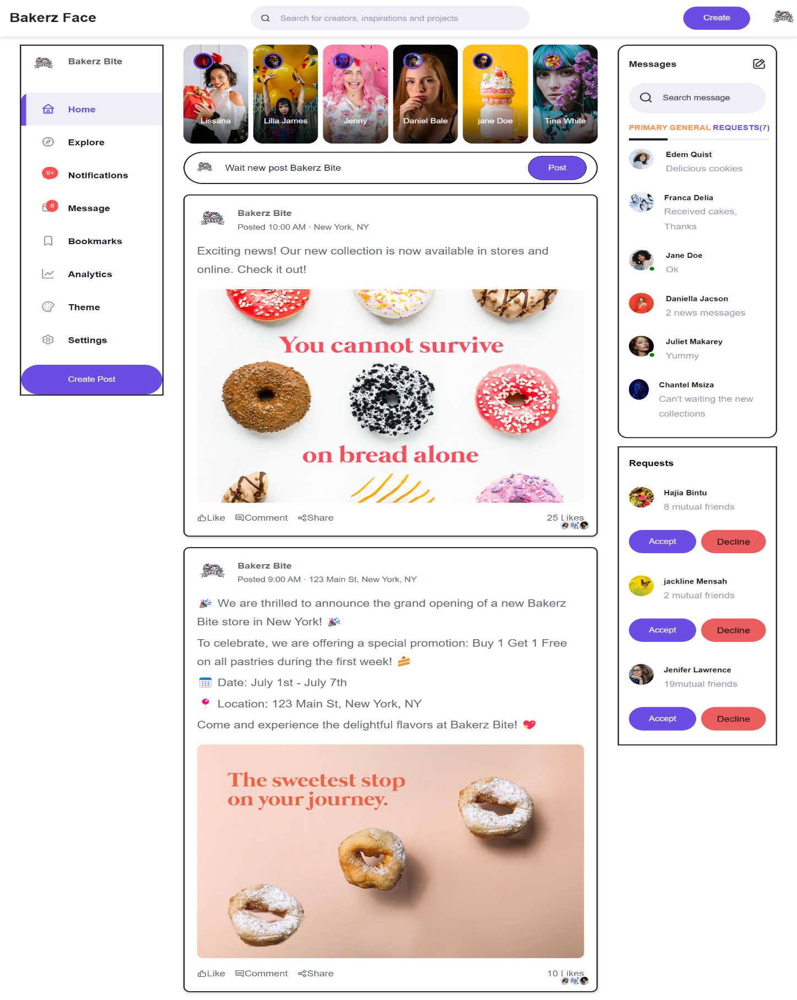 Bakerz Face
Search for creators, inspirations and projects
Create
Bakerz Bite
Home
Explore
9+
Notifications
6
Message
Bookmarks
Analytics
Theme
Settings
Create Post
Lissana
Lilla James
Jenny
Daniel Bale
jane Doe
Tina White
Wait new post Bakerz Bite
Post
BAKERZ
Bakerz Bite
Posted 10:00 AM · New York, NY
Exciting news! Our new collection is now available in stores and
online. Check it out!
You cannot survive
on bread alone
Like
Comment
Share
25 Likes
BAKERZ
Bakerz Bite
Posted 9:00 AM · 123 Main St, New York, NY
🎉 We are thrilled to announce the grand opening of a new Bakerz
Bite store in New York! 🎉
To celebrate, we are offering a special promotion: Buy 1 Get 1 Free
on all pastries during the first week! 🍰
📅 Date: July 1st - July 7th
📍 Location: 123 Main St, New York, NY
Come and experience the delightful flavors at Bakerz Bite! 💖
The sweetest stop
on your journey.
Like
Comment
Share
10 Likes
Messages
Search message
PRIMARY GENERAL REQUESTS(7)
Edem Quist
Delicious cookies
Franca Delia
Received cakes,
Thanks
Jane Doe
Ok
Daniella Jacson
2 news messages
Juliet Makarey
Yummy
Chantel Msiza
Can't waiting the new
collections
Requests
Hajia Bintu
8 mutual friends
Accept
Decline
jackline Mensah
2 mutual friends
Accept
Decline
Jenifer Lawrence
19mutual friends
Accept
Decline